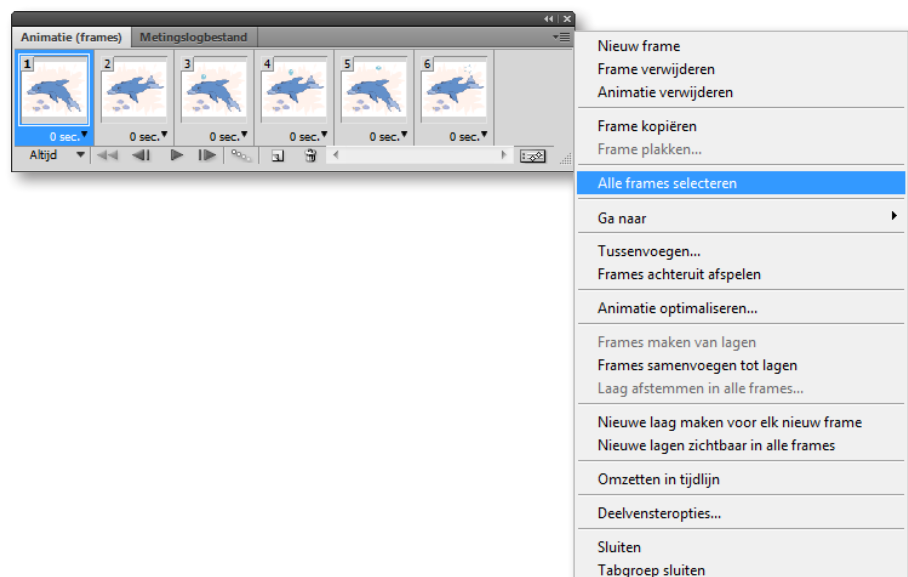 Animatie (frames) Metingslogbestand
1 2 3 4 5 6
0 sec. 0 sec. 0 sec. 0 sec. 0 sec. 0 sec.
Altijd
Nieuw frame
Frame verwijderen
Animatie verwijderen
Frame kopiëren
Frame plakken...
Alle frames selecteren
Ga naar
Tussenvoegen...
Frames achteruit afspelen
Animatie optimaliseren...
Frames maken van lagen
Frames samenvoegen tot lagen
Laag afstemmen in alle frames...
Nieuwe laag maken voor elk nieuw frame
Nieuwe lagen zichtbaar in alle frames
Omzetten in tijdlijn
Deelvensteropties...
Sluiten
Tabgroep sluiten